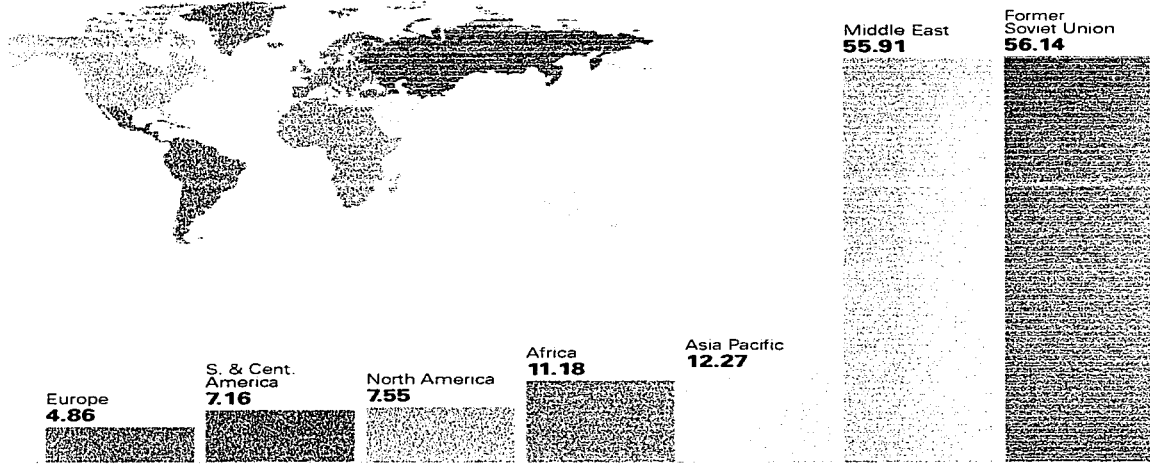 Europe
4.86
S. & Cent.
America
7.16
North America
7.55
Africa
11.18
Asia Pacific
12.27
Middle East
55.91
Former
Soviet Union
56.14